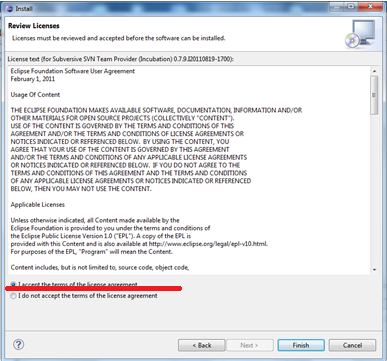 Install
Review Licenses
Licenses must be reviewed and accepted before the software can be installed.
License text (for Subversive SVN Team Provider (Incubation) 0.7.9.I20110819-1700):
Eclipse Foundation Software User Agreement
February 1, 2011
Usage Of Content
THE ECLIPSE FOUNDATION MAKES AVAILABLE SOFTWARE, DOCUMENTATION, INFORMATION AND/OR
OTHER MATERIALS FOR OPEN SOURCE PROJECTS (COLLECTIVELY "CONTENT").
USE OF THE CONTENT IS GOVERNED BY THE TERMS AND CONDITIONS OF THIS
AGREEMENT AND/OR THE TERMS AND CONDITIONS OF LICENSE AGREEMENTS OR
NOTICES INDICATED OR REFERENCED BELOW. BY USING THE CONTENT, YOU
AGREE THAT YOUR USE OF THE CONTENT IS GOVERNED BY THIS AGREEMENT
AND/OR THE TERMS AND CONDITIONS OF ANY APPLICABLE LICENSE AGREEMENTS
OR NOTICES INDICATED OR REFERENCED BELOW. IF YOU DO NOT AGREE TO THE
TERMS AND CONDITIONS OF THIS AGREEMENT AND THE TERMS AND
CONDITIONS OF ANY APPLICABLE LICENSE AGREEMENTS OR NOTICES INDICATED OR REFERENCED
BELOW, THEN YOU MAY NOT USE THE CONTENT.
Applicable Licenses
Unless otherwise indicated, all Content made available by the
Eclipse Foundation is provided to you under the terms and conditions of
the Eclipse Public License Version 1.0 ("EPL"). A copy of the EPL is
provided with this Content and is also available at http://www.eclipse.org/legal/epl-v10.html.
For purposes of the EPL, "Program" will mean the Content.
Content includes, but is not limited to, source code, object code,
I accept the terms of the license agreement
I do not accept the terms of the license agreement
?
< Back
Next >
Finish
Cancel